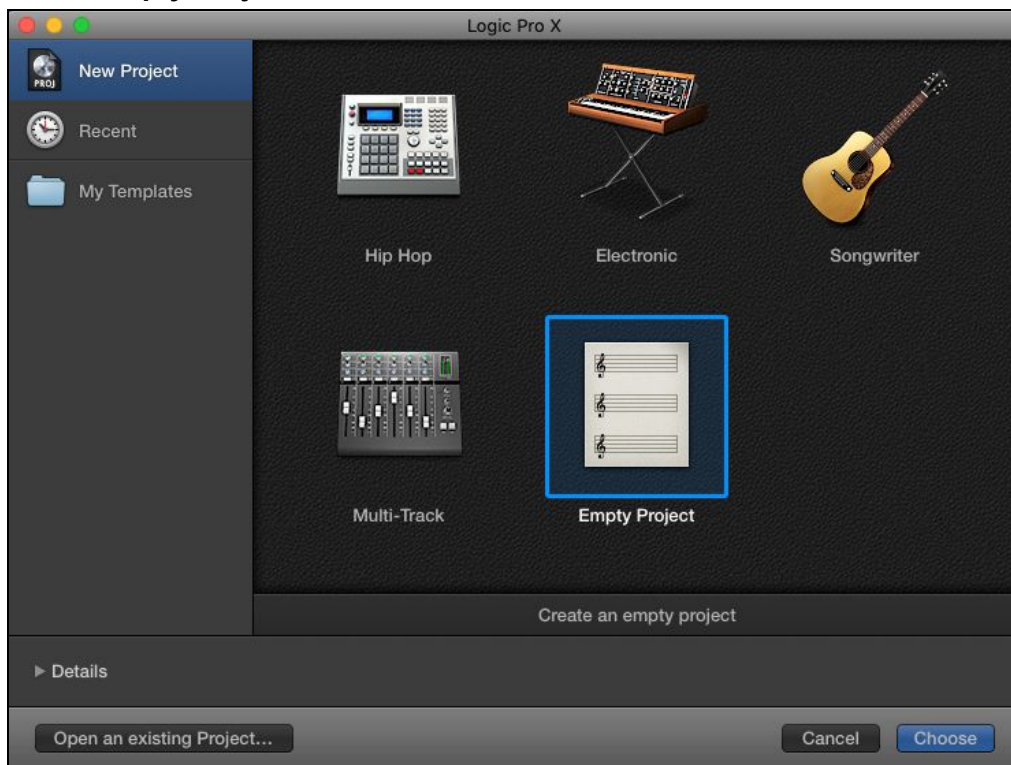 Logic Pro X
PROJ
New Project
Recent
My Templates
Hip Hop
Electronic
Songwriter
Multi-Track
Empty Project
Create an empty project
Details
Open an existing Project...
Cancel
Choose